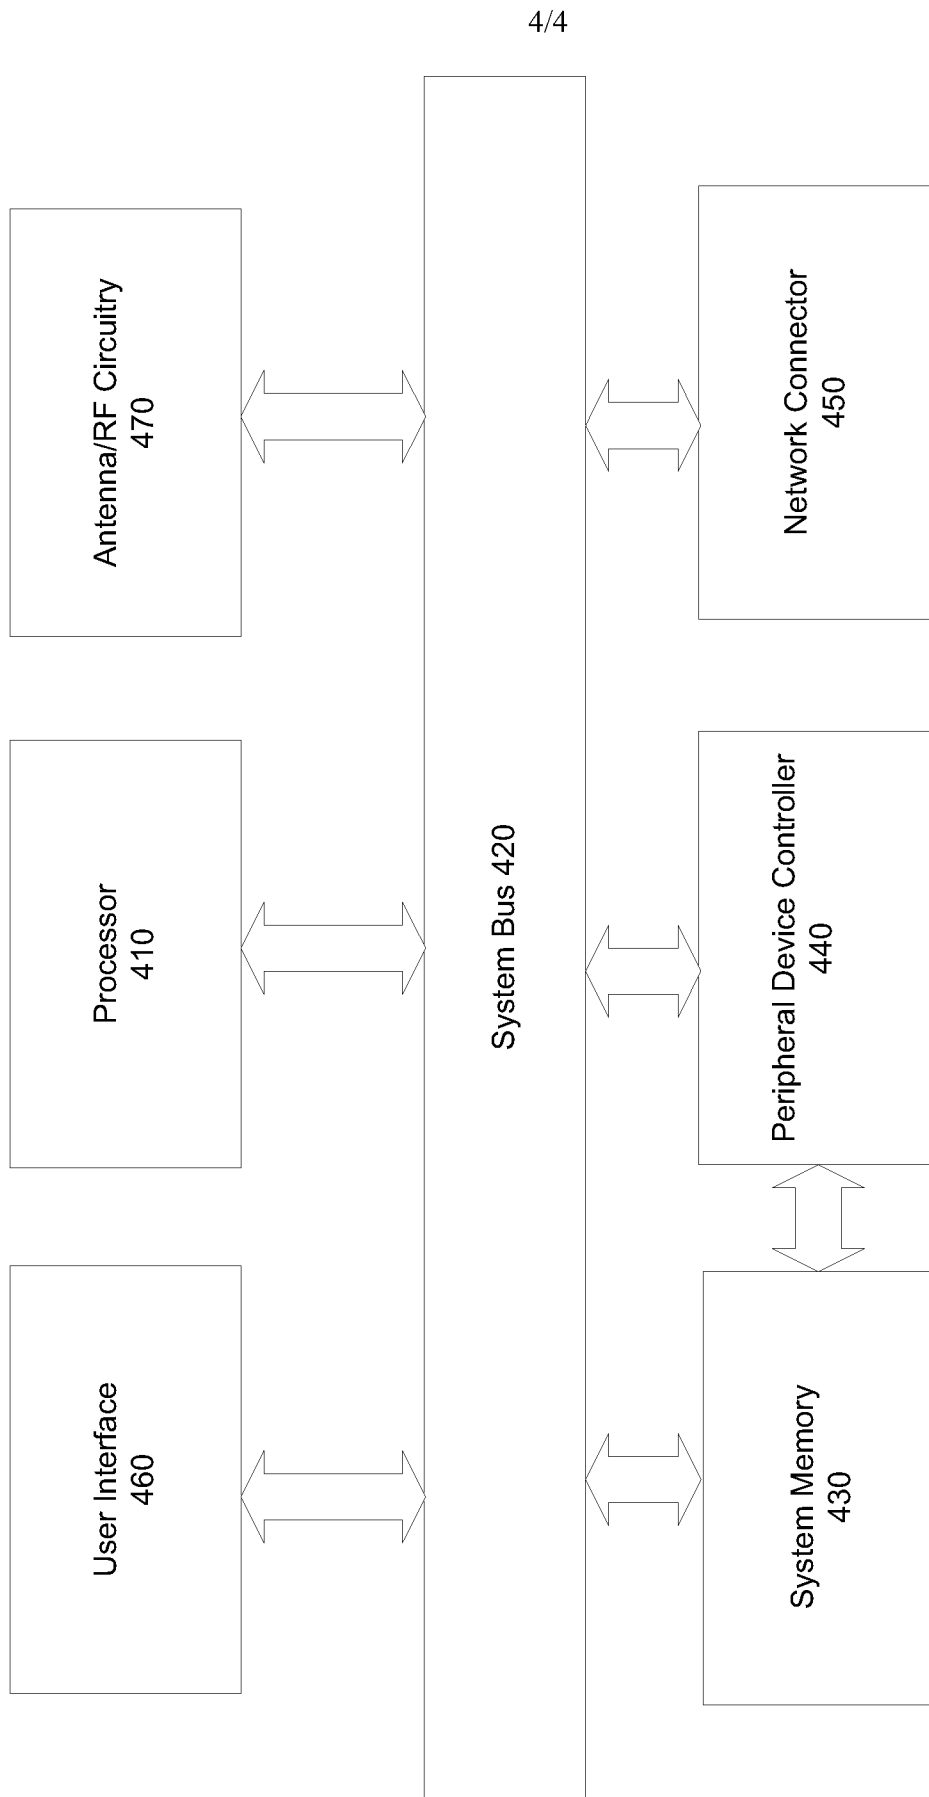 4/4
User Interface
460
Processor
410
Antenna/RF Circuitry
470
System Bus 420
System Memory
430
Peripheral Device Controller
440
Network Connector
450